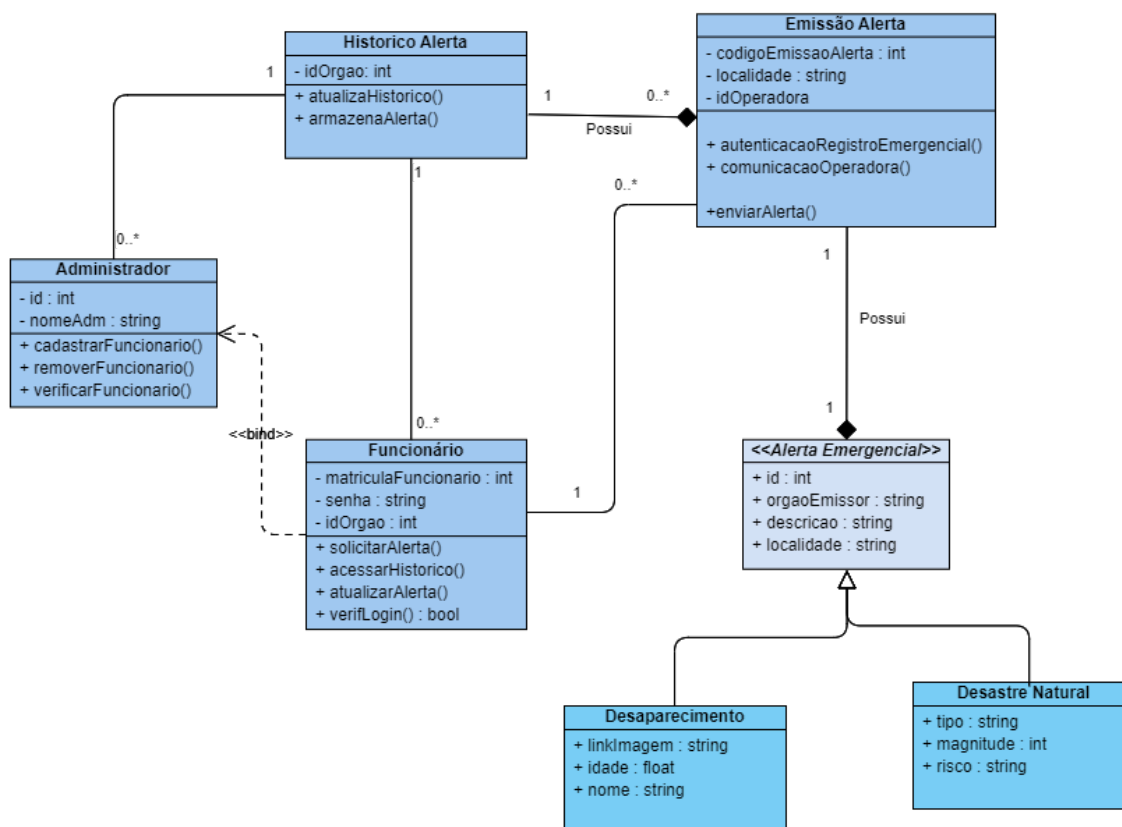 Historico Alerta
- idOrgao: int
+ atualizaHistorico()
+ armazenaAlerta()
Emissão Alerta
- codigoEmissaoAlerta : int
- localidade : string
- idOperadora
+ autenticacaoRegistroEmergencial()
+ comunicacaoOperadora()
+enviarAlerta()
1
1
0..*
Possui
1
0..*
1
Possui
1
0..*
Administrador
- id : int
- nomeAdm : string
+ cadastrarFuncionario()
+ removerFuncionario()
+ verificarFuncionario()
<<bind>>
0..*
1
Funcionário
- matriculaFuncionario : int
- senha : string
- idOrgao : int
+ solicitarAlerta()
+ acessarHistorico()
+ atualizarAlerta()
+ verifLogin() : bool
<<Alerta Emergencial>>
+ id : int
+ orgaoEmissor : string
+ descricao : string
+ localidade : string
Desaparecimento
+ linkImagem : string
+ idade : float
+ nome : string
Desastre Natural
+ tipo : string
+ magnitude : int
+ risco : string